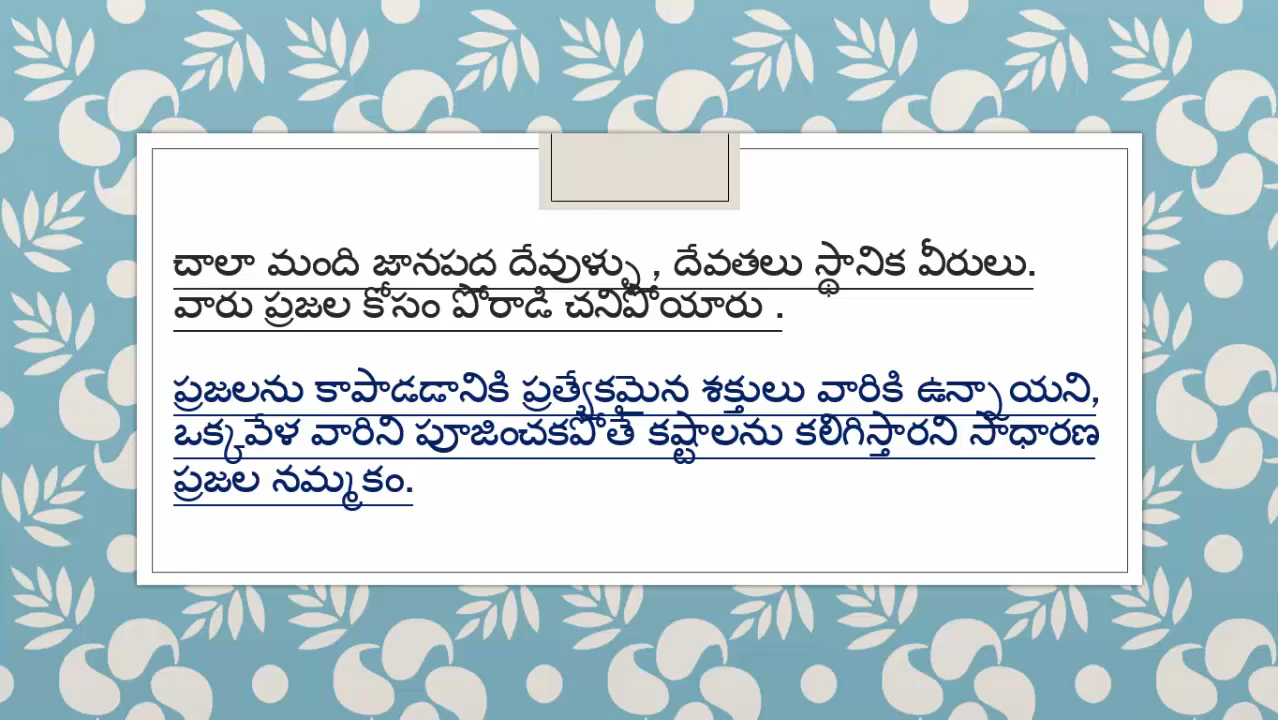 చాలా మంది జానపద దేవుళ్ళు , దేవతలు స్థానిక వీరులు.
వారు ప్రజల కోసం పోరాడి చనిపోయారు .
ప్రజలను కాపాడడానికి ప్రత్యేకమైన శక్తులు వారికి ఉన్నాయని,
ఒక్కవేళ వారిని పూజించకపోతే కష్టాలను కలిగిస్తారని సాధారణ
ప్రజల నమ్మకం.